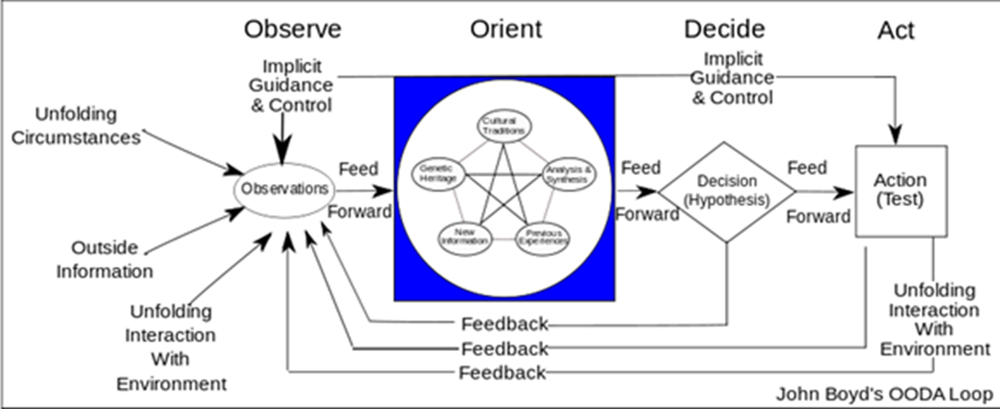 Observe
Orient
Decide
Act
Implicit
Guidance
& Control
Implicit
Guidance
& Control
Unfolding
Circumstances
Observations
Feed
Forward
Cultural
Traditions
Genetic
Heritage
Analysis &
Synthesis
New
Information
Previous
Experiences
Feed
Forward
Decision
(Hypothesis)
Feed
Forward
Action
(Test)
Outside
Information
Unfolding
Interaction
With
Environment
Unfolding
Interaction
With
Environment
Feedback
Feedback
Feedback
John Boyd's OODA Loop